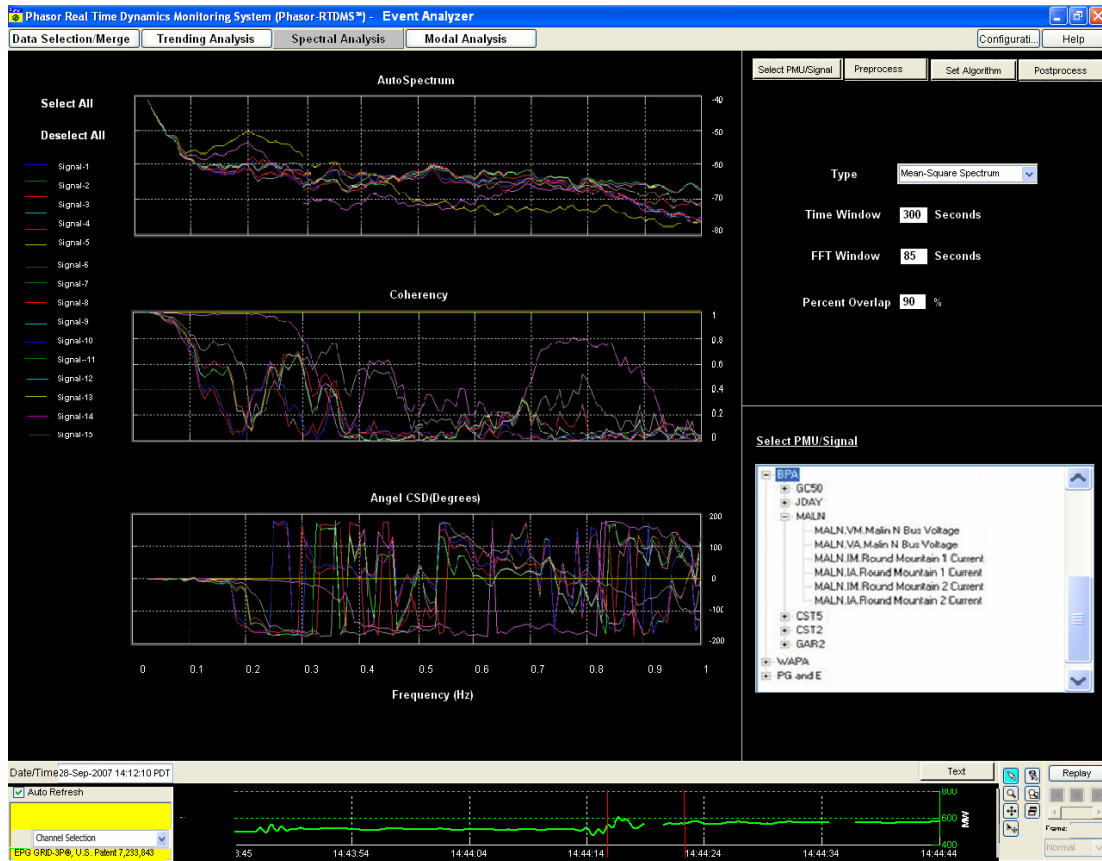 Phasor Real Time Dynamics Monitoring System (Phasor-RTDMS™) - Event Analyzer
Data Selection/Merge Trending Analysis Spectral Analysis Modal Analysis Configurati... Help
Select PMU/Signal Preprocess Set Algorithm Postprocess
AutoSpectrum
Select All
Deselect All
Signal-1
Signal-2
Signal-3
Signal-4
Signal-5
Signal-6
Signal-7
Signal-8
Signal-9
Signal-10
Signal--11
Signal-12
Signal-13
Signal-14
Signal-15
-40
-50
-60
-70
-80
Coherency
1
0.8
0.6
0.4
0.2
0
Angel CSD(Degrees)
200
100
0
-100
-200
0 0.1 0.2 0.3 0.4 0.5 0.6 0.7 0.8 0.9 1
Frequency (Hz)
Type Mean-Square Spectrum
Time Window 300 Seconds
FFT Window 85 Seconds
Percent Overlap 90 %
Select PMU/Signal
BPA
GC50
JDAY
MALN
MALN.VM.Malin N Bus Voltage
MALN.VA.Malin N Bus Voltage
MALN.IM.Round Mountain 1 Current
MALN.IA.Round Mountain 1 Current
MALN.IM.Round Mountain 2 Current
MALN.IA.Round Mountain 2 Current
CST5
CST2
GAR2
WAPA
PG and E
Date/Time 28-Sep-2007 14:12:10 PDT
Text
Replay
Auto Refresh
Channel Selection
EPG GRID-3P®, U.S. Patent 7,233,843
800
600
400
MW
3:45 14:43:54 14:44:04 14:44:14 14:44:24 14:44:34 14:44:44
Frame:
Normal